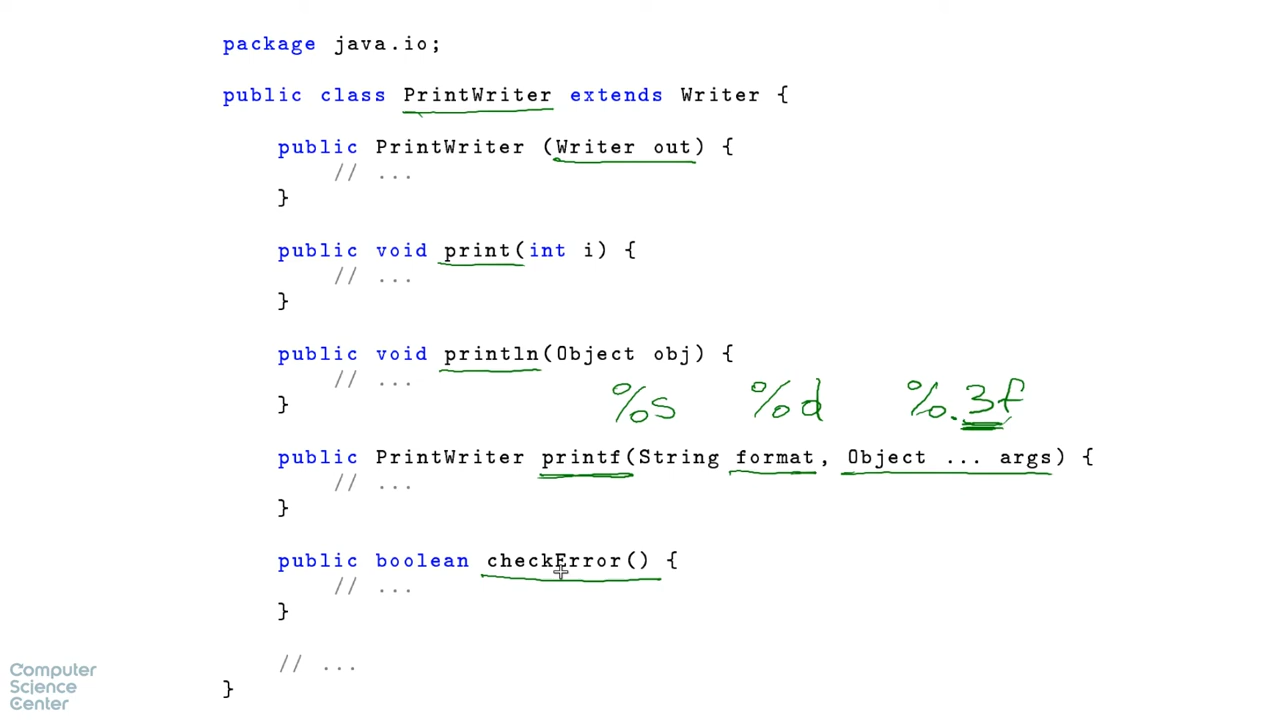 package java.io;
public class PrintWriter extends Writer {
public PrintWriter (Writer out) {
// ...
}
public void print(int i) {
// ...
}
public void println(Object obj) {
// ...
}
%s %d %.3f
public PrintWriter printf(String format, Object ... args) {
// ...
}
public boolean checkError() {
// ...
}
// ...
}
Computer
Science
Center